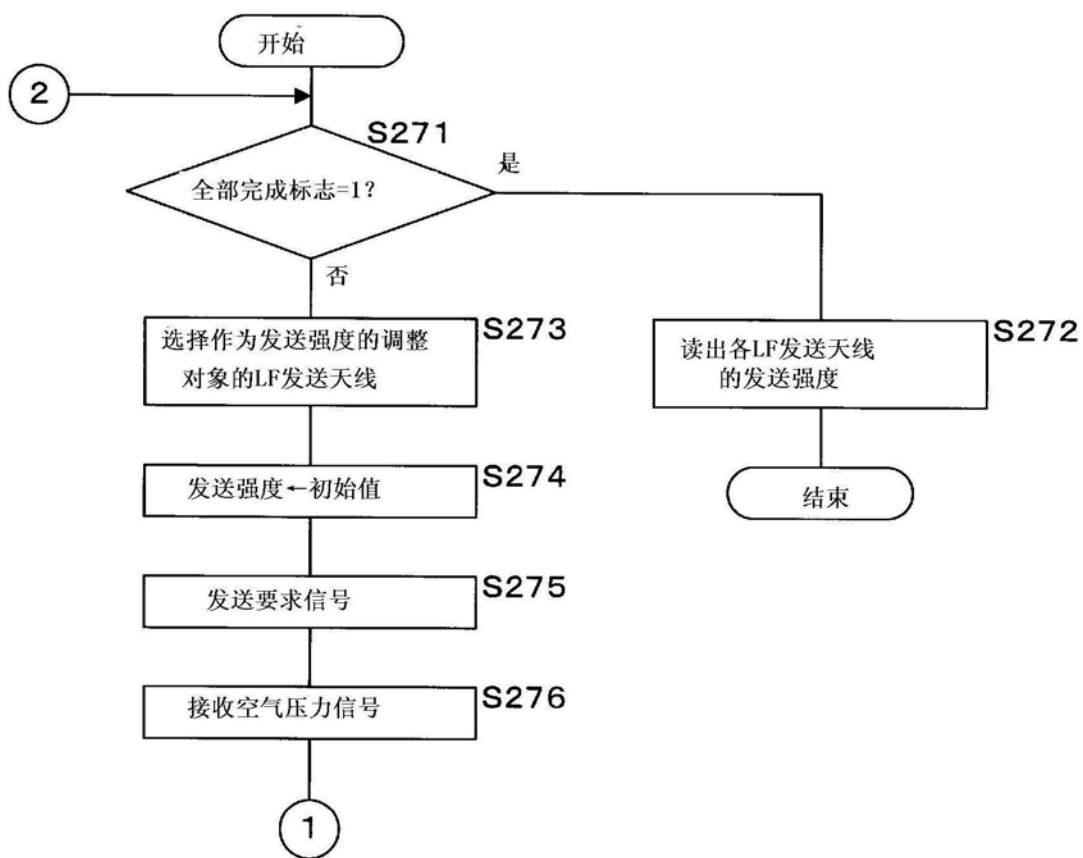 开始
2
S271
全部完成标志=1?
是
否
选择作为发送强度的调整
对象的LF发送天线
S273
读出各LF发送天线
的发送强度
S272
发送强度←初始值
S274
结束
发送要求信号
S275
接收空气压力信号
S276
1